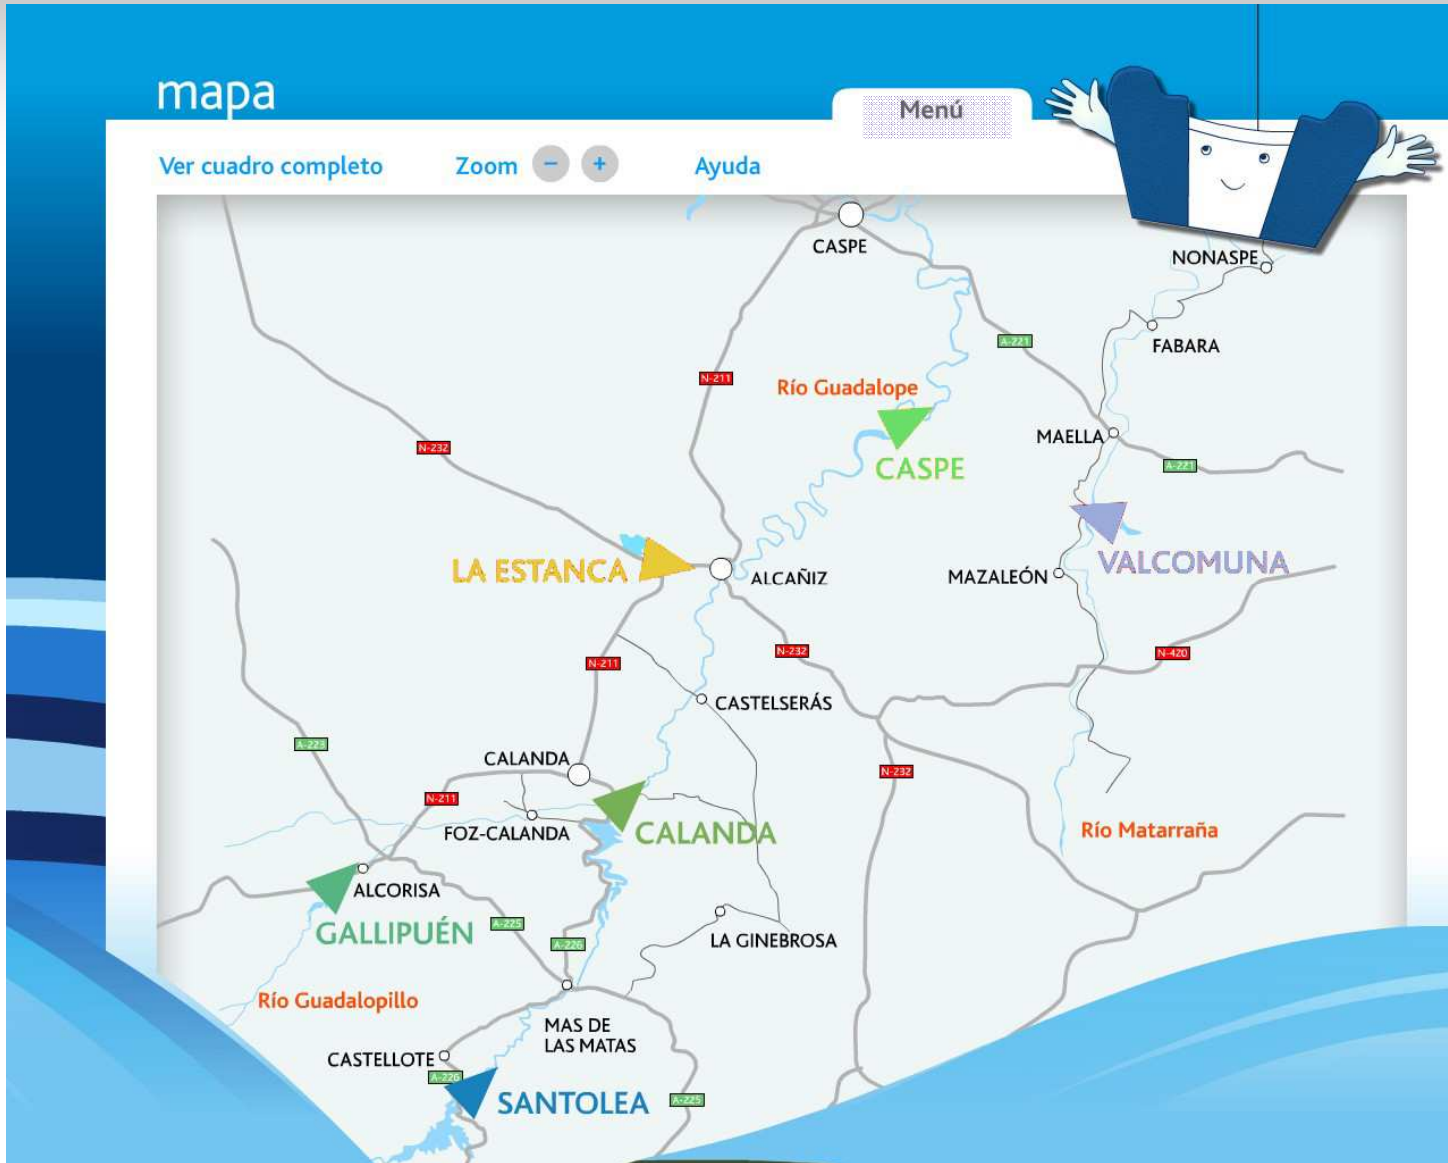 mapa
Menú
Ver cuadro completo
Zoom
-
+
Ayuda
CASPE
NONASPE
A-221
FABARA
N-211
Río Guadalope
MAELLA
N-232
CASPE
A-221
VALCOMUNA
LA ESTANCA
ALCAÑIZ
MAZALEÓN
N-232
N-420
N-211
CASTELSERÁS
A-223
CALANDA
N-232
N-211
FOZ-CALANDA
CALANDA
Río Matarraña
ALCORISA
GALLIPUÉN
A-225
A-226
LA GINEBROSA
Río Guadalopillo
MAS DE
LAS MATAS
CASTELLOTE
A-226
SANTOLEA
A-225